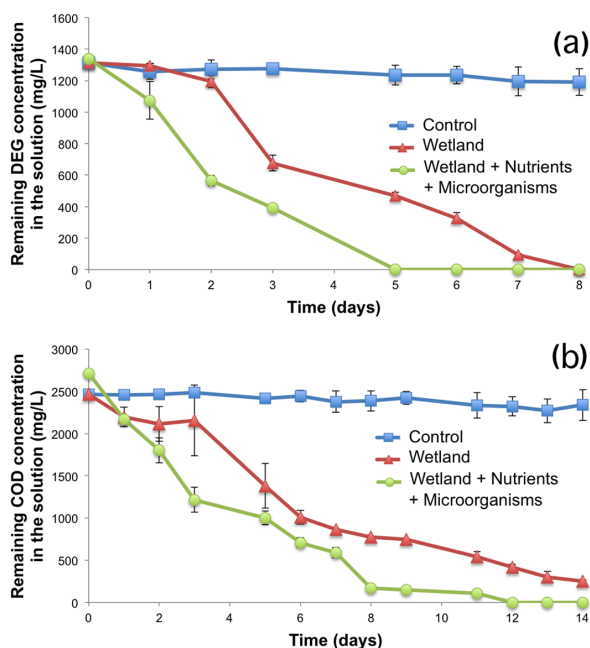 (a)
Remaining DEG concentration
in the solution (mg/L)
1600
1400
1200
1000
800
600
400
200
0
Control
Wetland
Wetland + Nutrients
+ Microorganisms
0 1 2 3 4 5 6 7 8
Time (days)
(b)
Remaining COD concentration
in the solution (mg/L)
3000
2500
2000
1500
1000
500
0
Control
Wetland
Wetland + Nutrients
+ Microorganisms
0 2 4 6 8 10 12 14
Time (days)